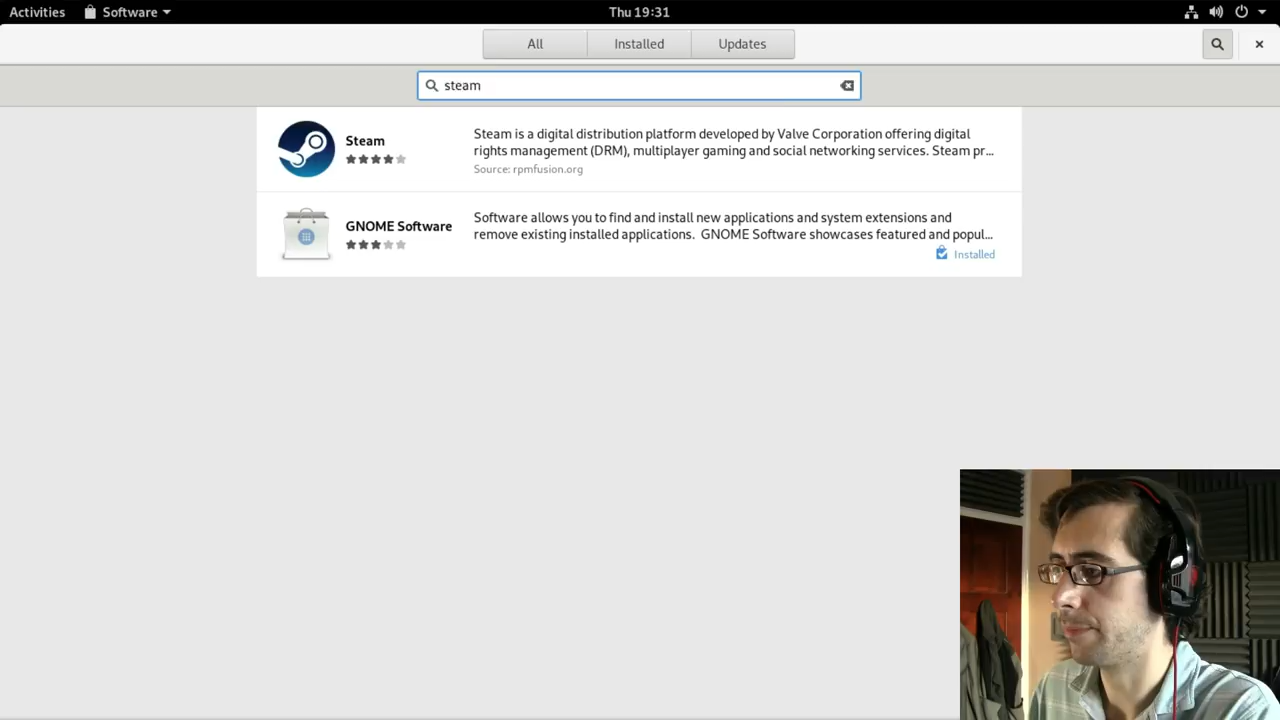 Activities
Software
Thu 19:31
All
Installed
Updates
steam
Steam
Steam is a digital distribution platform developed by Valve Corporation offering digital
rights management (DRM), multiplayer gaming and social networking services. Steam pr...
Source: rpmfusion.org
GNOME Software
Software allows you to find and install new applications and system extensions and
remove existing installed applications.  GNOME Software showcases featured and popul...
Installed